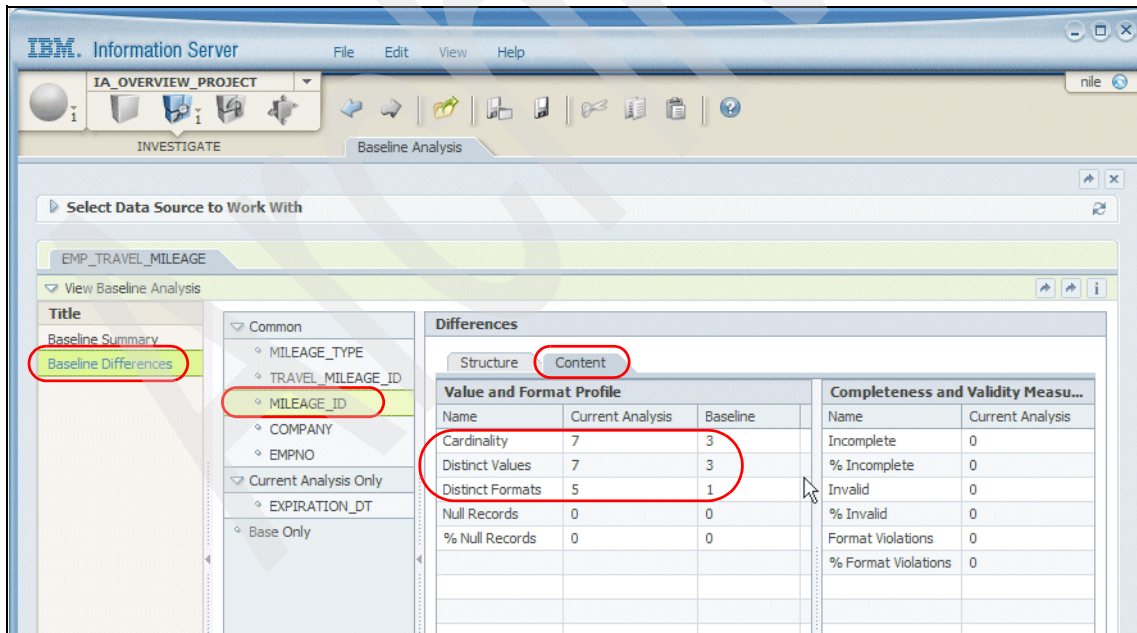 IBM. Information Server
File Edit View Help
IA_OVERVIEW_PROJECT
nile
INVESTIGATE
Baseline Analysis
Select Data Source to Work With
EMP_TRAVEL_MILEAGE
View Baseline Analysis
Title
Baseline Summary
Baseline Differences
Common
MILEAGE_TYPE
TRAVEL_MILEAGE_ID
MILEAGE_ID
COMPANY
EMPNO
Current Analysis Only
EXPIRATION_DT
Base Only
Differences
Structure Content
Value and Format Profile
Name Current Analysis Baseline
Cardinality 7 3
Distinct Values 7 3
Distinct Formats 5 1
Null Records 0 0
% Null Records 0 0
Completeness and Validity Measu...
Name Current Analysis
Incomplete 0
% Incomplete 0
Invalid 0
% Invalid 0
Format Violations 0
% Format Violations 0